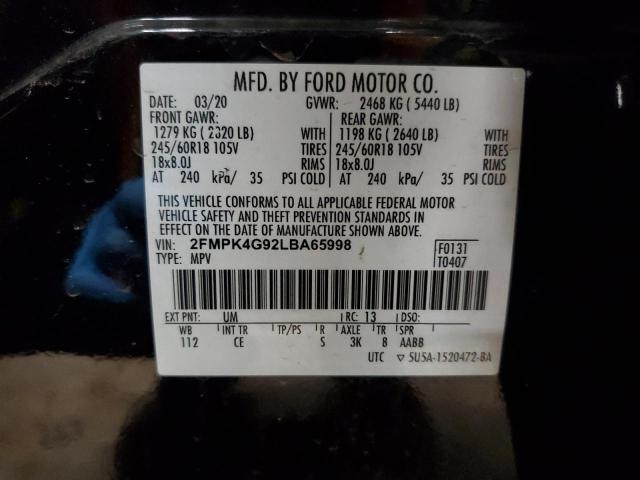 MFD. BY FORD MOTOR CO.
DATE: 03/20 GVWR: 2468 KG ( 5440 LB)
FRONT GAWR: REAR GAWR:
1279 KG ( 2820 LB) WITH 1198 KG ( 2640 LB) WITH
245/60R18 105V TIRES 245/60R18 105V TIRES
18x8.0J RIMS 18x8.0J RIMS
AT 240 kPa/ 35 PSI COLD AT 240 kPa/ 35 PSI COLD
THIS VEHICLE CONFORMS TO ALL APPLICABLE FEDERAL MOTOR
VEHICLE SAFETY AND THEFT PREVENTION STANDARDS IN
EFFECT ON THE DATE OF MANUFACTURE SHOWN ABOVE.
VIN: 2FMPK4G92LBA65998 F0131
TYPE: MPV T0407
EXT PNT: UM RC: 13 DSO:
WB INT TR TP/PS R AXLE TR SPR
112 CE S 3K 8 AABB
UTC ▽ 5U5A-1520472-BA